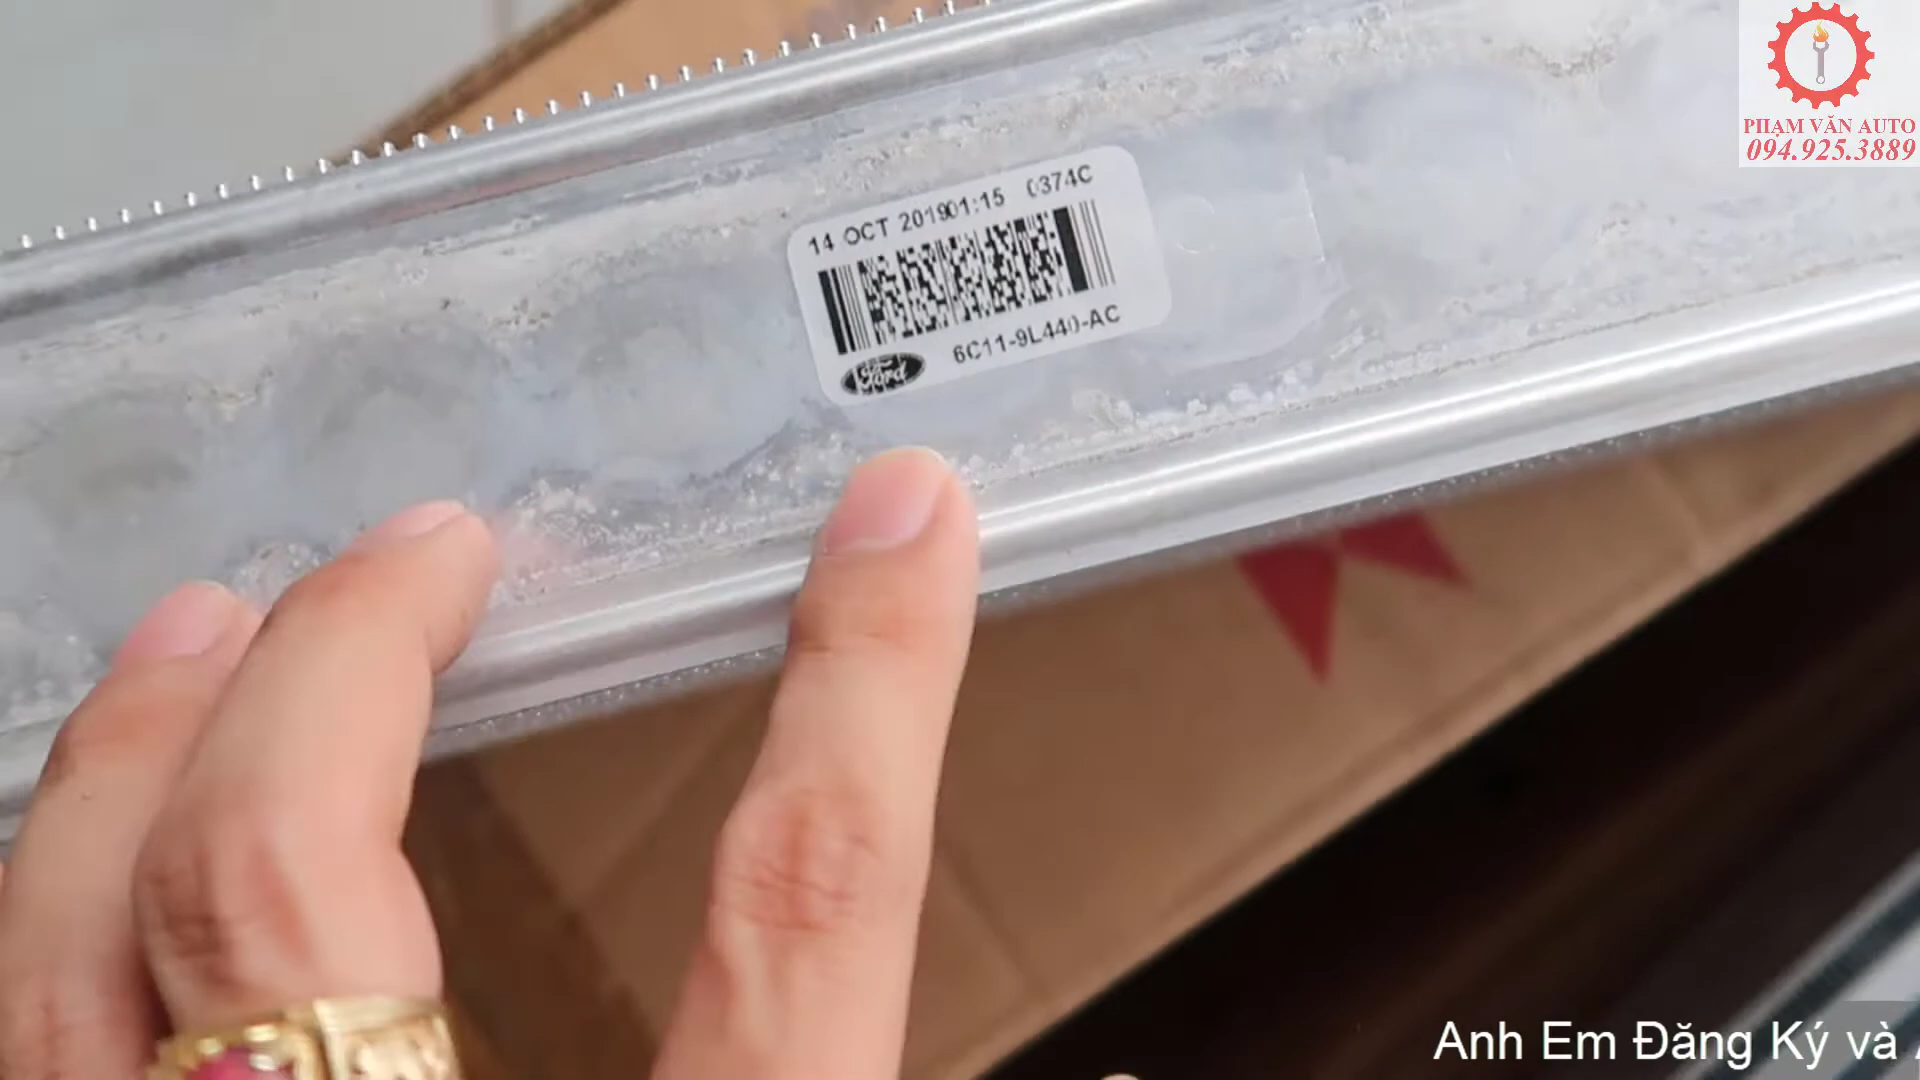 PHẠM VĂN AUTO
094.925.3889
14 OCT 201901:15 0374C
Ford
6C11-9L440-AC
Anh Em Đăng Ký và